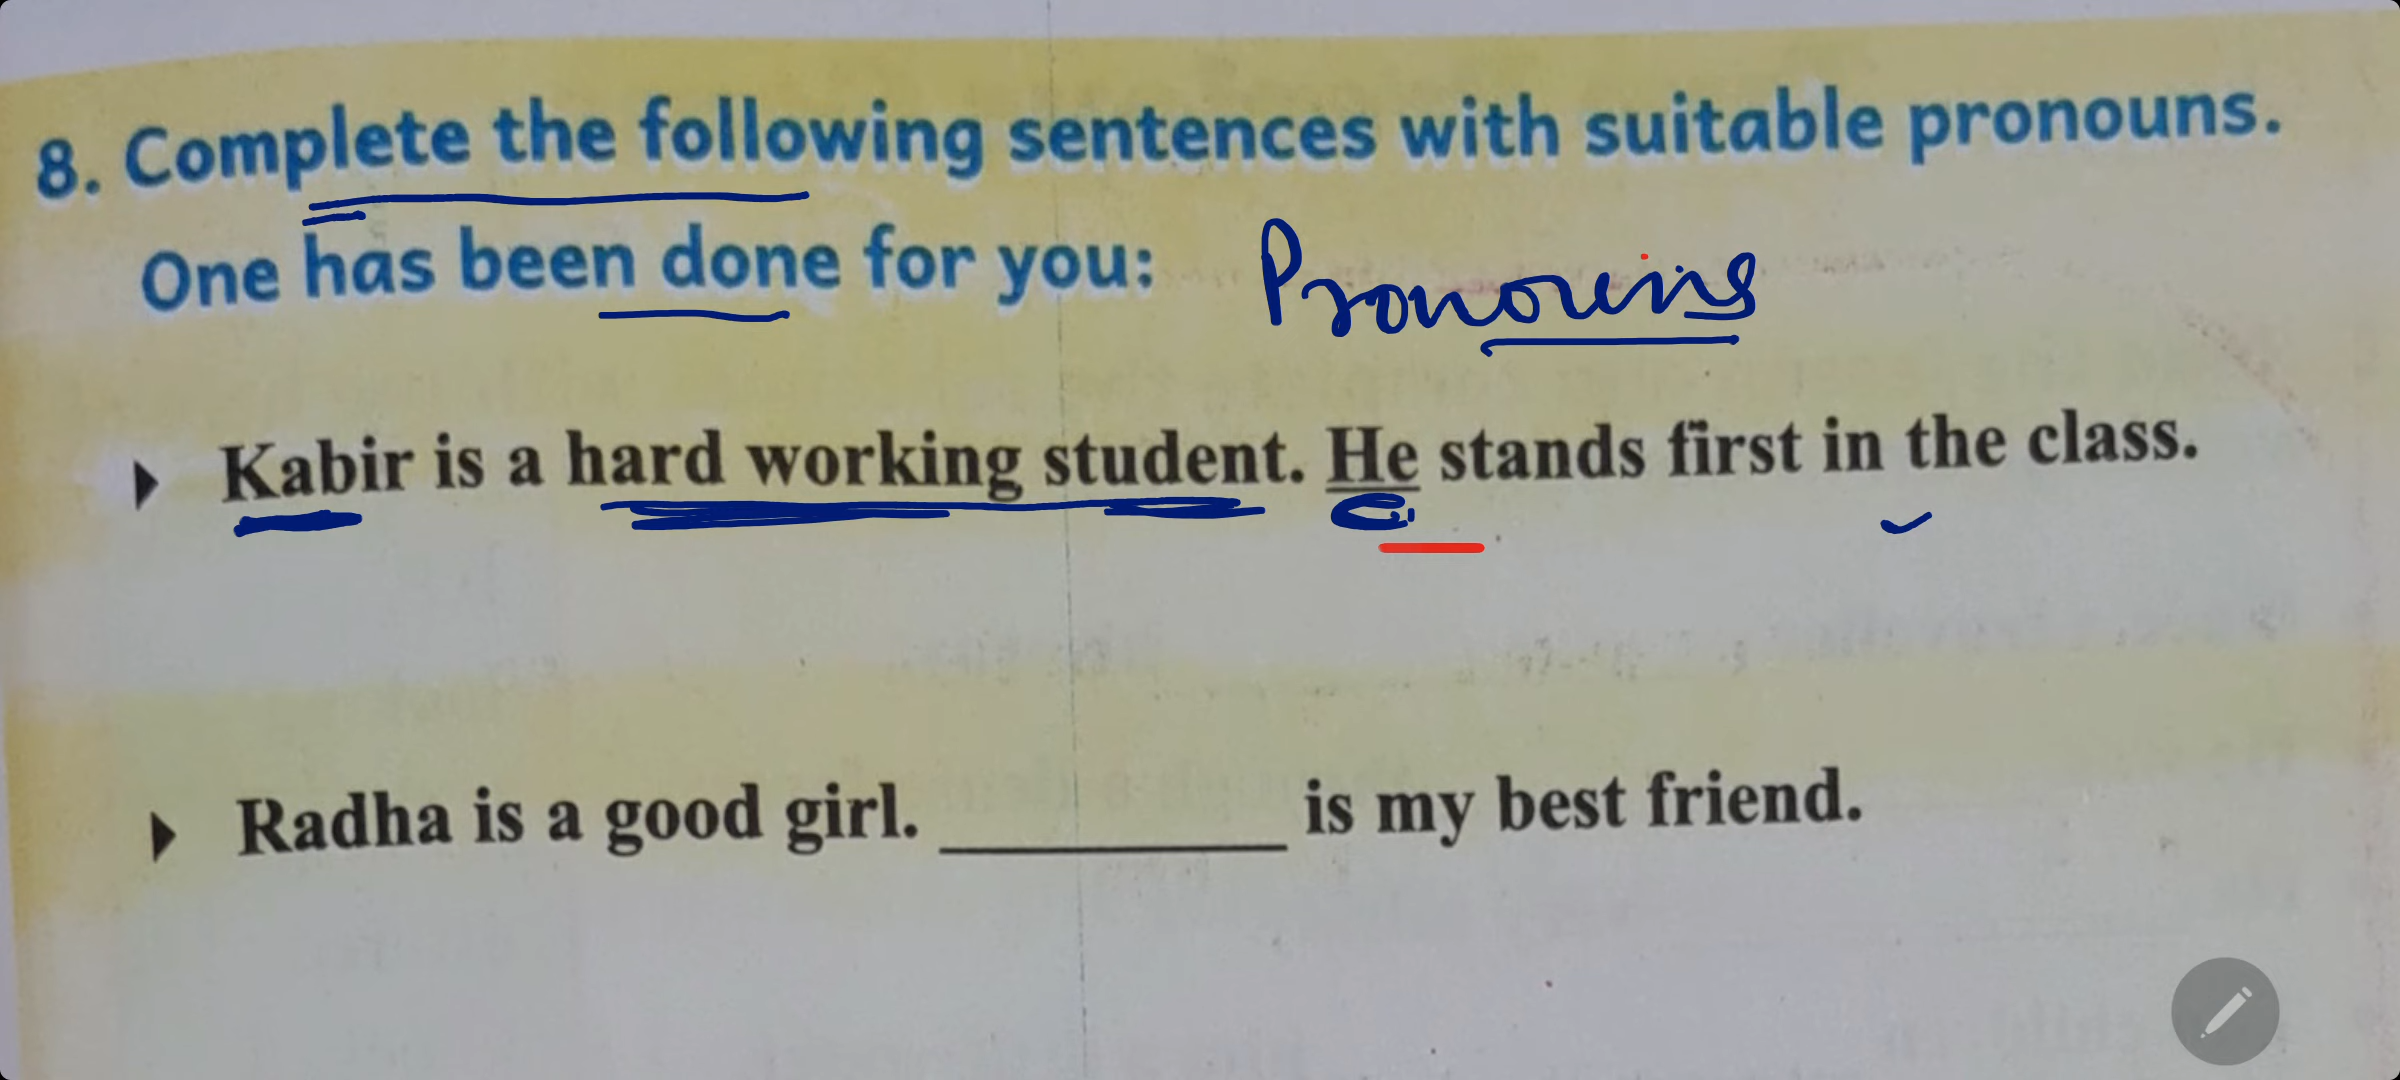 8. Complete the following sentences with suitable pronouns.
One has been done for you:
Pronouns
Kabir is a hard working student. He stands first in the class.
Radha is a good girl. __________ is my best friend.